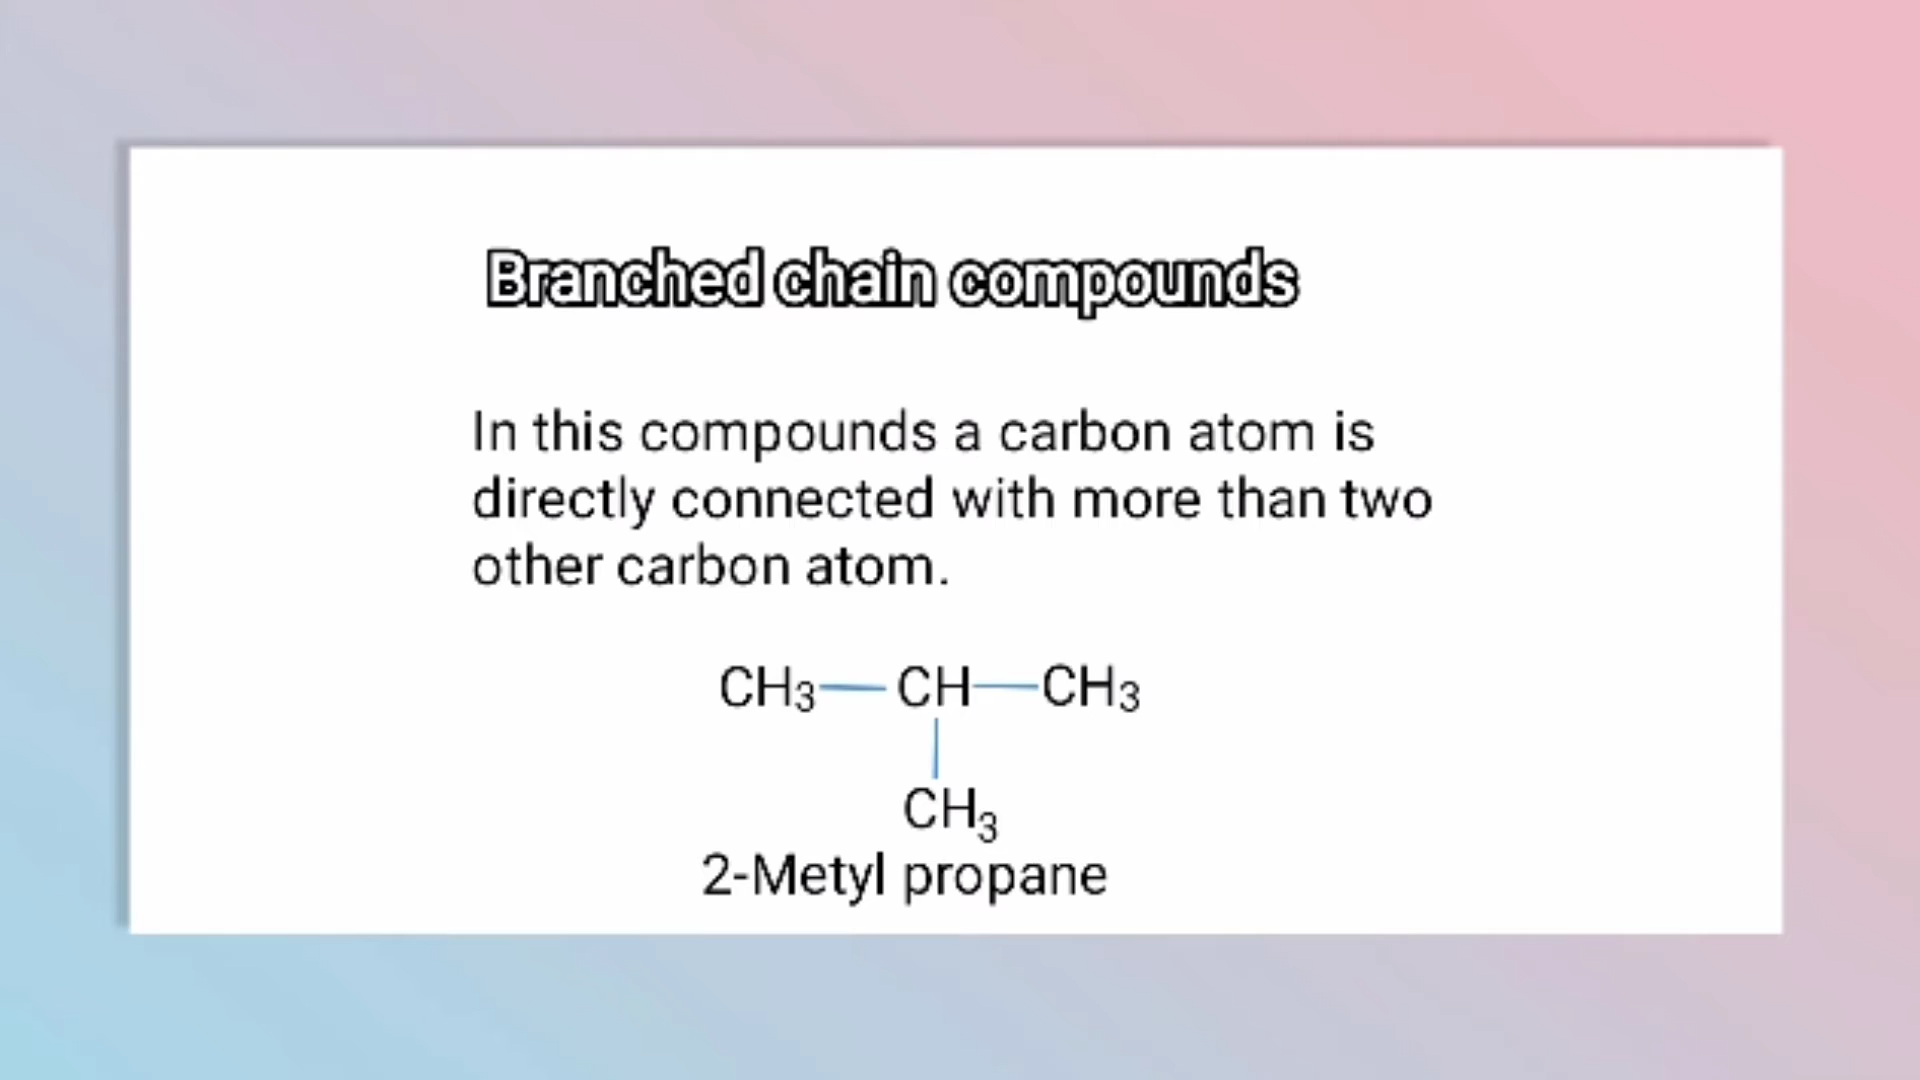 Branched chain compounds
In this compounds a carbon atom is
directly connected with more than two
other carbon atom.
CH3—CH—CH3
CH3
2-Metyl propane